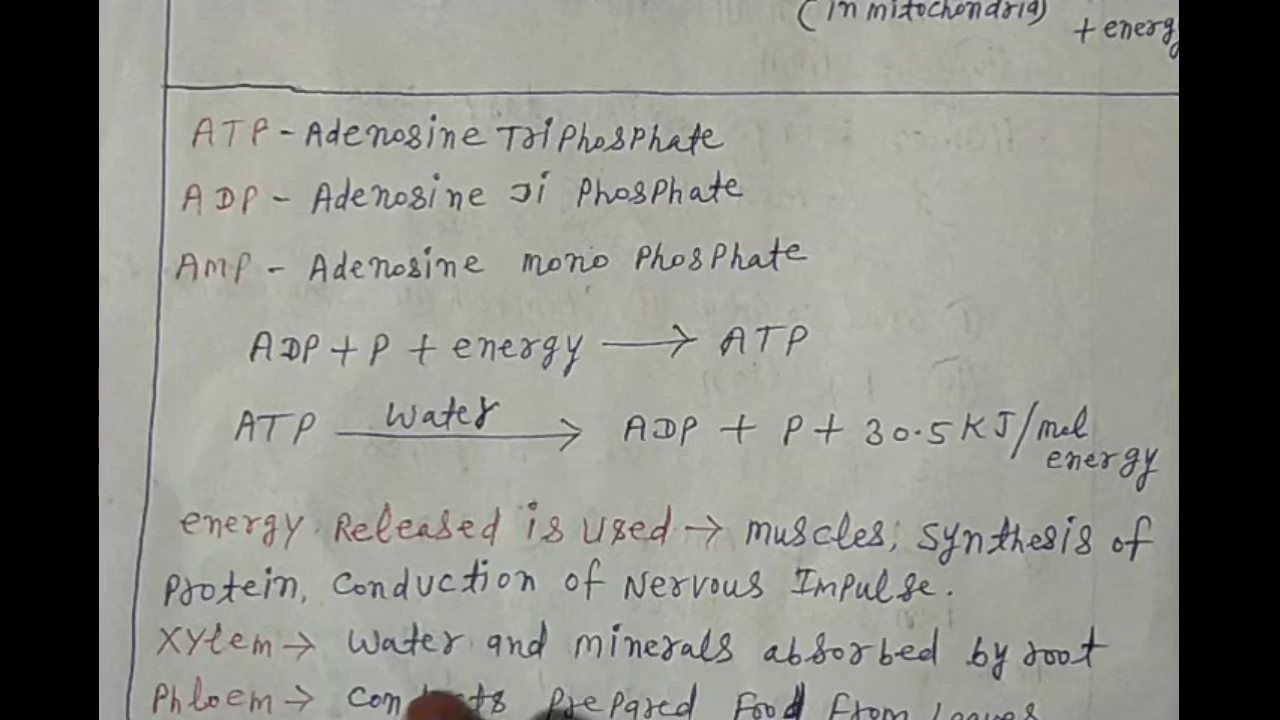 (in mitochondria)
+ energy
ATP - Adenosine Triphosphate
ADP - Adenosine Di Phosphate
AMP - Adenosine mono Phosphate
ADP + P + energy → ATP
ATP water → ADP + P + 30.5 KJ/mol
energy
energy Released is used → muscles, synthesis of
protein, conduction of Nervous Impulse.
Xylem → water and minerals absorbed by root
Phloem → prepared food from leaves